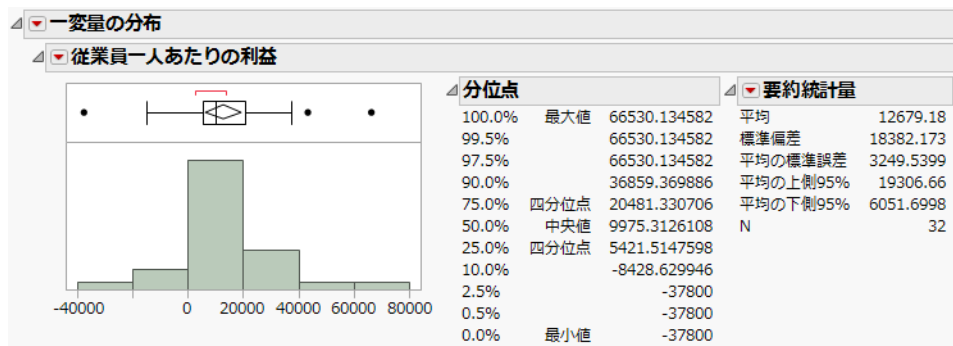 一変量の分布
従業員一人あたりの利益
-40000 0 20000 40000 60000 80000
分位点
100.0% 最大値 66530.134582
99.5% 66530.134582
97.5% 66530.134582
90.0% 36859.369886
75.0% 四分位点 20481.330706
50.0% 中央値 9975.3126108
25.0% 四分位点 5421.5147598
10.0% -8428.629946
2.5% -37800
0.5% -37800
0.0% 最小値 -37800
要約統計量
平均 12679.18
標準偏差 18382.173
平均の標準誤差 3249.5399
平均の上側95% 19306.66
平均の下側95% 6051.6998
N 32